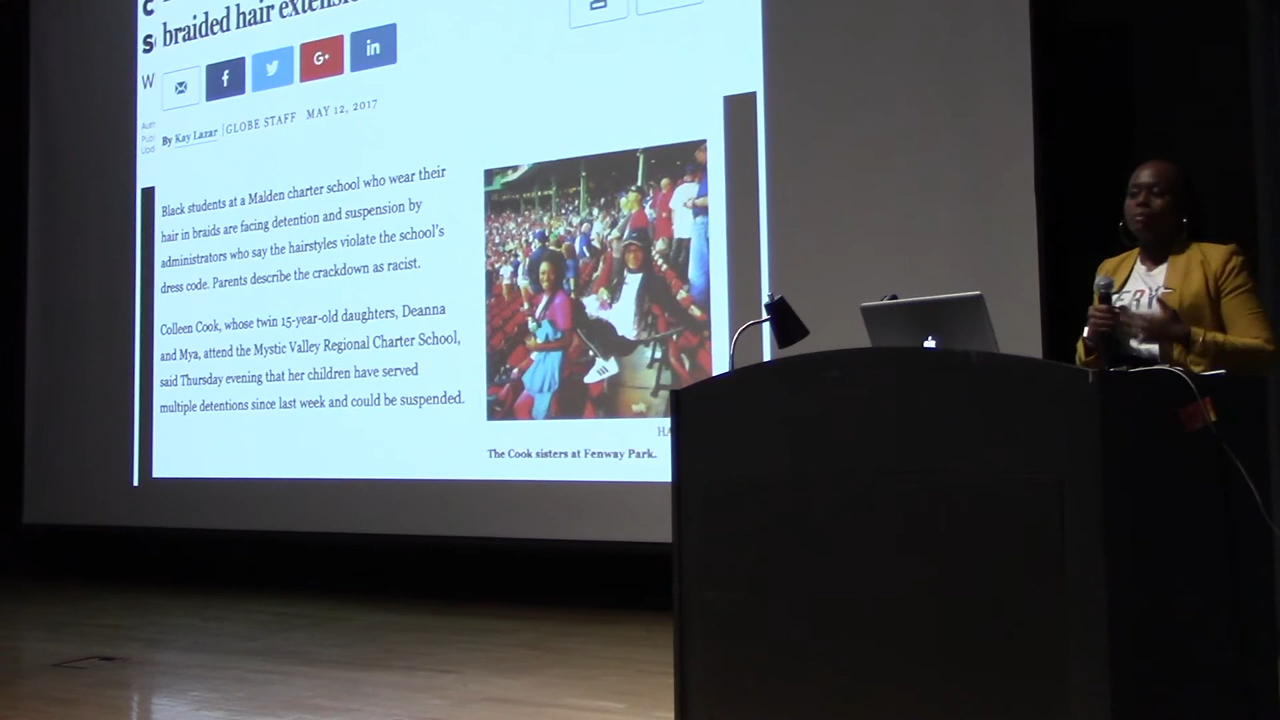 C
S
W
braided hair extensi
f
G+
in
By Kay Lazar | GLOBE STAFF MAY 12, 2017
Black students at a Malden charter school who wear their
hair in braids are facing detention and suspension by
administrators who say the hairstyles violate the school's
dress code. Parents describe the crackdown as racist.
Colleen Cook, whose twin 15-year-old daughters, Deanna
and Mya, attend the Mystic Valley Regional Charter School,
said Thursday evening that her children have served
multiple detentions since last week and could be suspended.
HA
The Cook sisters at Fenway Park.
ERY